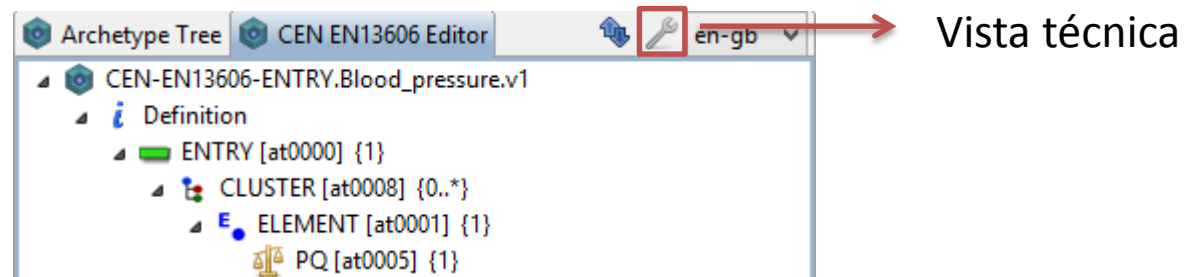 Archetype Tree CEN EN13606 Editor en-gb Vista técnica
CEN-EN13606-ENTRY.Blood_pressure.v1
i Definition
ENTRY [at0000] {1}
CLUSTER [at0008] {0..*}
E ELEMENT [at0001] {1}
PQ [at0005] {1}